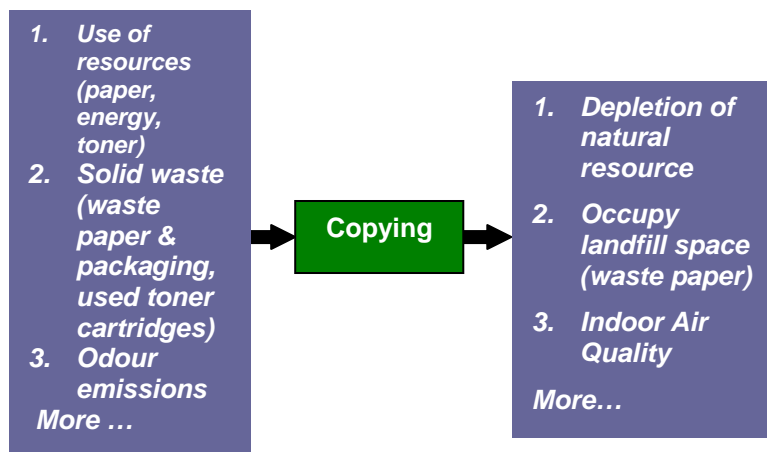 1. Use of
resources
(paper,
energy,
toner)
2. Solid waste
(waste
paper &
packaging,
used toner
cartridges)
3. Odour
emissions
More …
Copying
1. Depletion of
natural
resource
2. Occupy
landfill space
(waste paper)
3. Indoor Air
Quality
More…